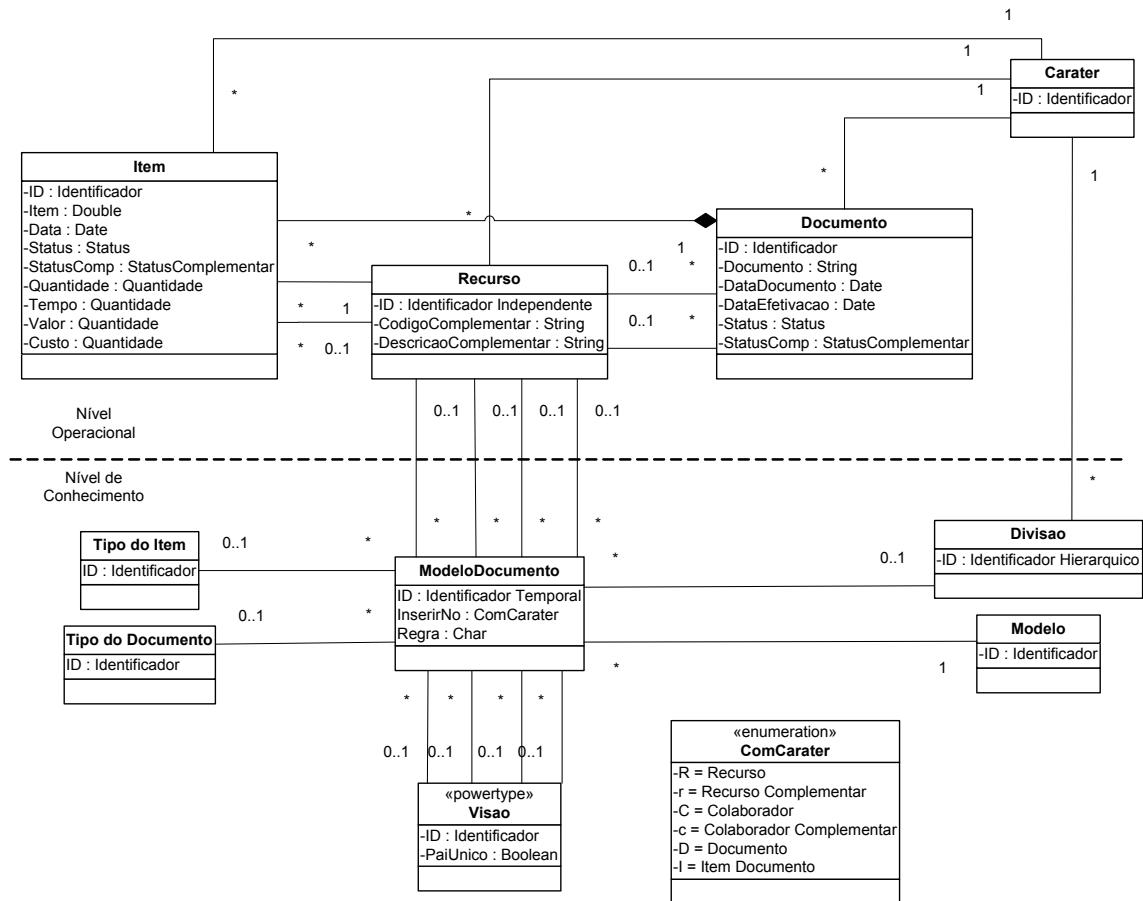 1
1
Carater
-ID : Identificador
1
*
*
1
Item
-ID : Identificador
-Item : Double
-Data : Date
-Status : Status
-StatusComp : StatusComplementar
-Quantidade : Quantidade
-Tempo : Quantidade
-Valor : Quantidade
-Custo : Quantidade
*
*
*
1
*
0..1
Recurso
-ID : Identificador Independente
-CodigoComplementar : String
-DescricaoComplementar : String
1
0..1
*
0..1
*
Documento
-ID : Identificador
-Documento : String
-DataDocumento : Date
-DataEfetivacao : Date
-Status : Status
-StatusComp : StatusComplementar
0..1
0..1
0..1
0..1
Nível
Operacional
Nível de
Conhecimento
*
*
*
*
*
Tipo do Item
ID : Identificador
0..1
*
Tipo do Documento
ID : Identificador
0..1
*
ModeloDocumento
ID : Identificador Temporal
InserirNo : ComCarater
Regra : Char
*
0..1
Divisao
-ID : Identificador Hierarquico
*
1
Modelo
-ID : Identificador
*
*
*
*
0..1
0..1
0..1
0..1
«powertype»
Visao
-ID : Identificador
-PaiUnico : Boolean
«enumeration»
ComCarater
-R = Recurso
-r = Recurso Complementar
-C = Colaborador
-c = Colaborador Complementar
-D = Documento
-I = Item Documento